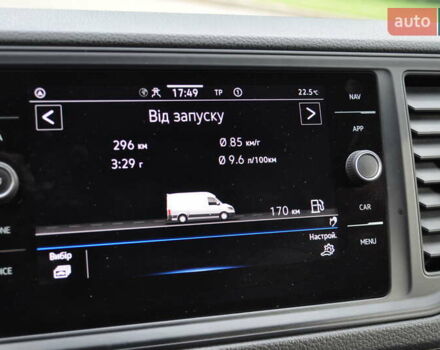 auto
17:49 TP 22.5°C
NAV
Від запуску
APP
296 км Ø 85 км/г
3:29 г Ø 9.6 л/100км
170 км
CAR
Вибір Настрой.
MENU